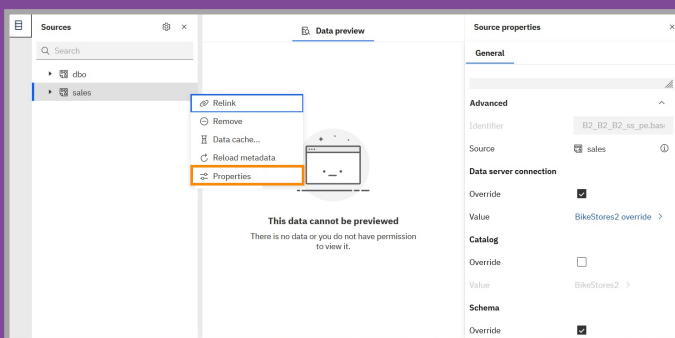 Sources
Search
dbo
sales
Relink
Remove
Data cache...
Reload metadata
Properties
Data preview
This data cannot be previewed
There is no data or you do not have permission
to view it.
Source properties
General
Advanced
Identifier B2_B2_B2_ss_pe.base
Source sales
Data server connection
Override
Value BikeStores2 override
Catalog
Override
Value BikeStores2
Schema
Override